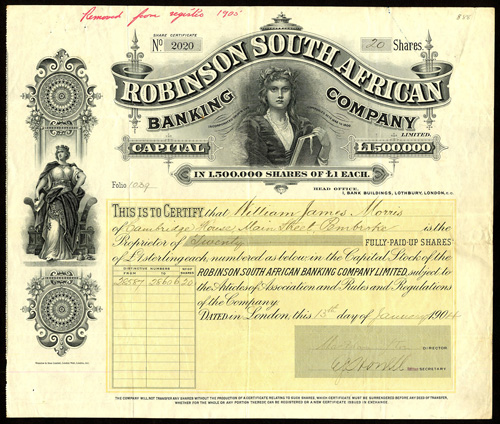 Removed from register 1905
$85
SHARE CERTIFICATE
No 2020
20 Shares.
ROBINSON SOUTH AFRICAN
BANKING COMPANY
LIMITED.
CAPITAL £1,500,000
IN 1,500,000 SHARES OF £1 EACH.
Folio 1039
HEAD OFFICE,
1, BANK BUILDINGS, LOTHBURY, LONDON, E.C.
THIS IS TO CERTIFY that William James Morris
of Cambridge House, Main Street, Pembroke is the
Proprietor of Twenty FULLY-PAID-UP SHARES
of £1 sterling each, numbered as below, in the Capital Stock of the
ROBINSON SOUTH AFRICAN BANKING COMPANY LIMITED, subject to
the Articles of Association and Rules and Regulations
of the Company.
DATED in London, this 13th day of January 1904
DISTINCTIVE NUMBERS
FROM TO
NO. OF SHARES
20
DIRECTOR
SECRETARY
THE COMPANY WILL NOT TRANSFER ANY SHARES WITHOUT THE PRODUCTION OF A CERTIFICATE RELATING TO SUCH SHARES, WHICH CERTIFICATE MUST BE SURRENDERED BEFORE ANY DEED OF TRANSFER,
WHETHER FOR THE WHOLE OR ANY PORTION THEREOF, CAN BE REGISTERED OR A NEW CERTIFICATE ISSUED IN EXCHANGE.